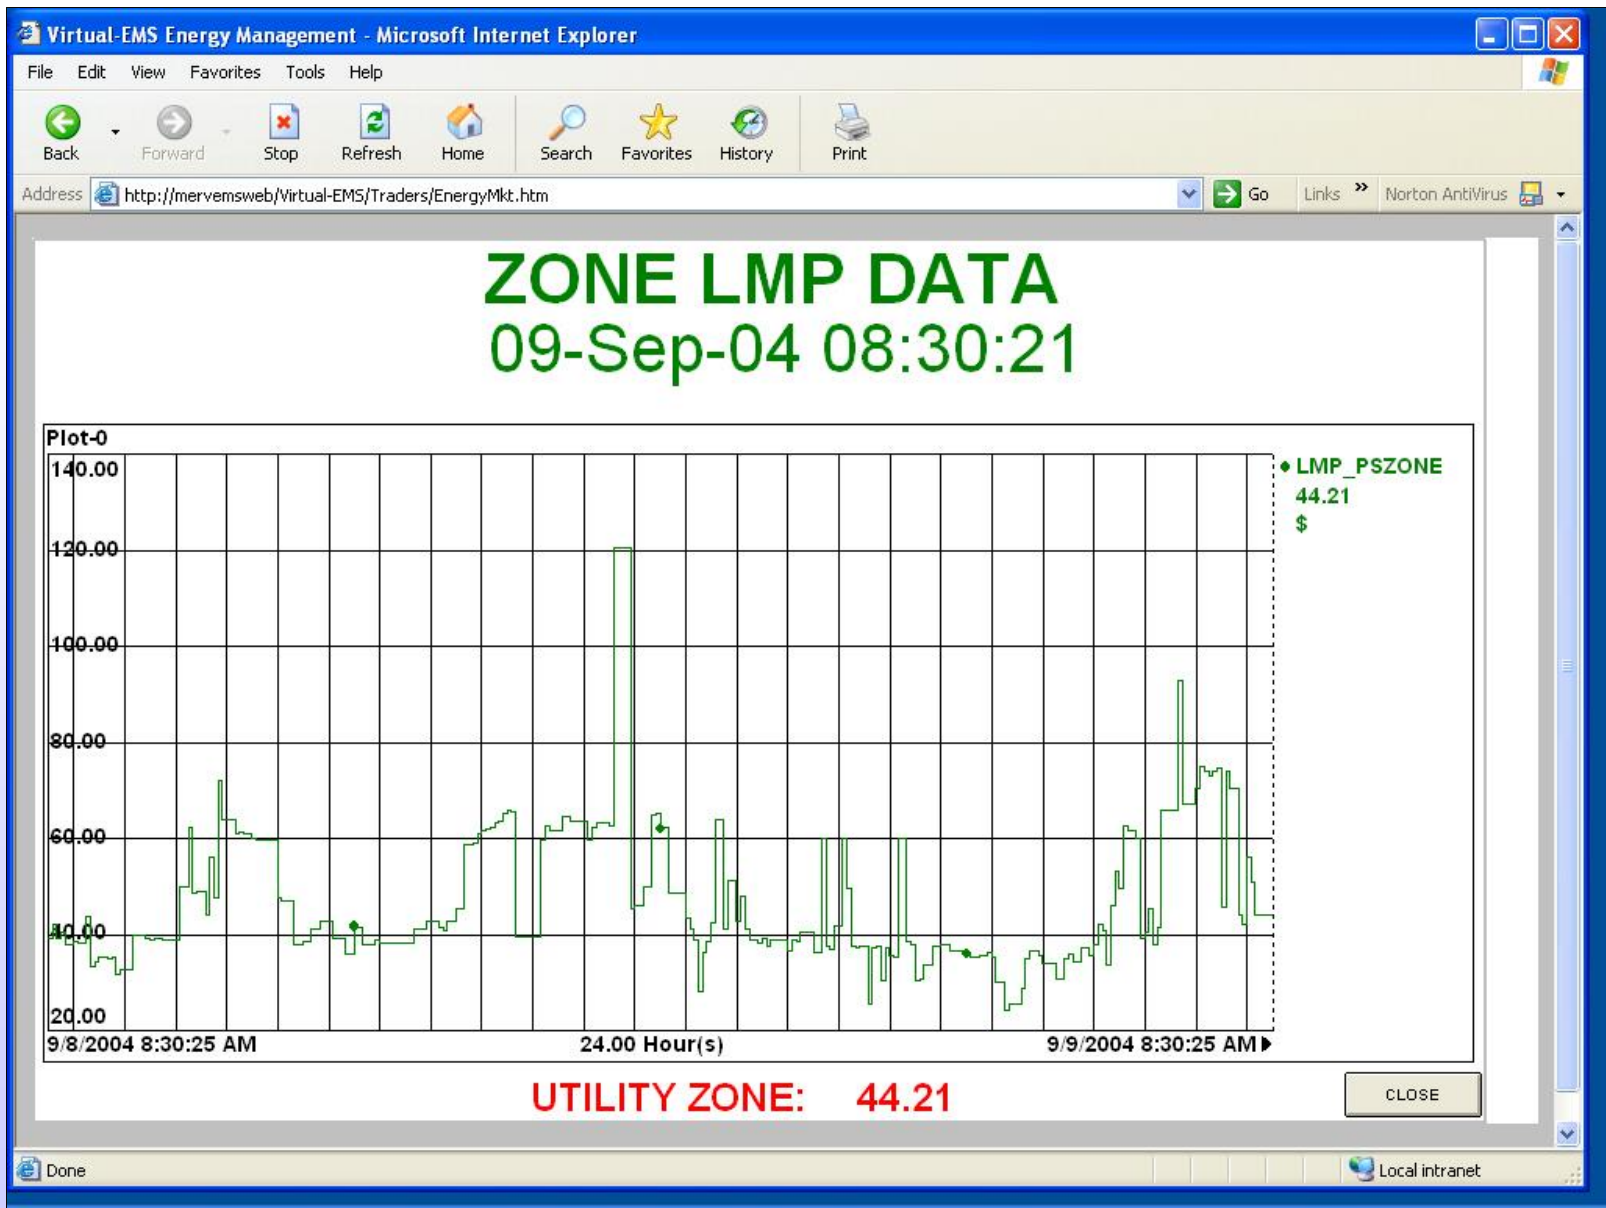 Virtual-EMS Energy Management - Microsoft Internet Explorer
File Edit View Favorites Tools Help
Back Forward Stop Refresh Home Search Favorites History Print
Address http://mervemsweb/Virtual-EMS/Traders/EnergyMkt.htm Go Links » Norton AntiVirus
ZONE LMP DATA
09-Sep-04 08:30:21
Plot-0
140.00
120.00
100.00
80.00
60.00
40.00
20.00
9/8/2004 8:30:25 AM 24.00 Hour(s) 9/9/2004 8:30:25 AM
LMP_PSZONE
44.21
$
UTILITY ZONE: 44.21
CLOSE
Done Local intranet